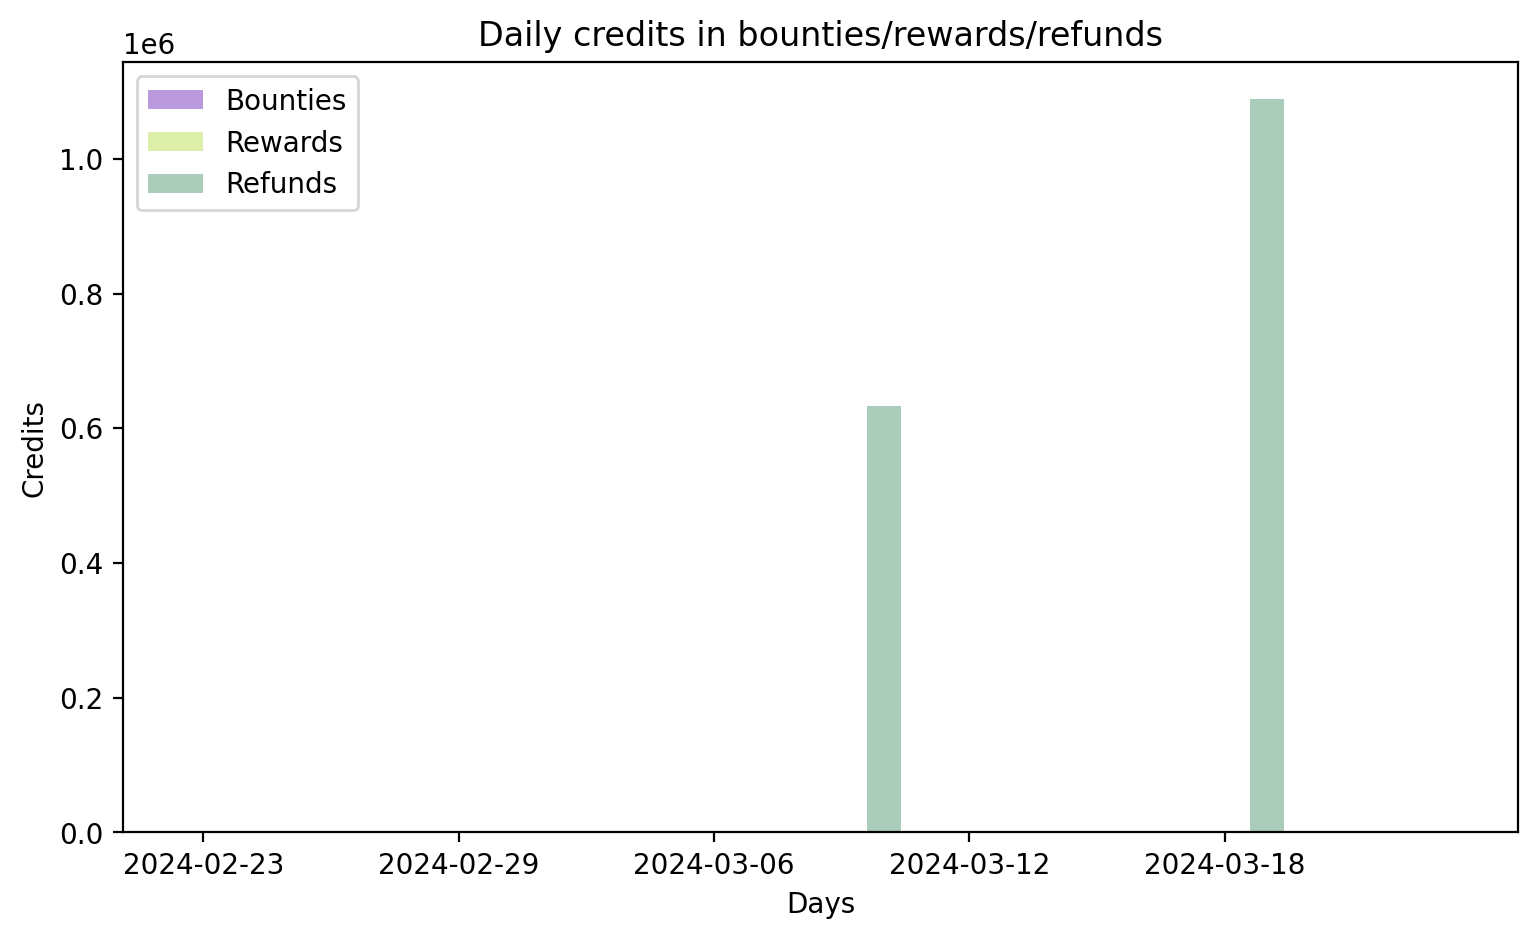 Daily credits in bounties/rewards/refunds
1e6
Bounties
Rewards
Refunds
1.0
0.8
0.6
0.4
0.2
0.0
Credits
2024-02-23 2024-02-29 2024-03-06 2024-03-12 2024-03-18
Days